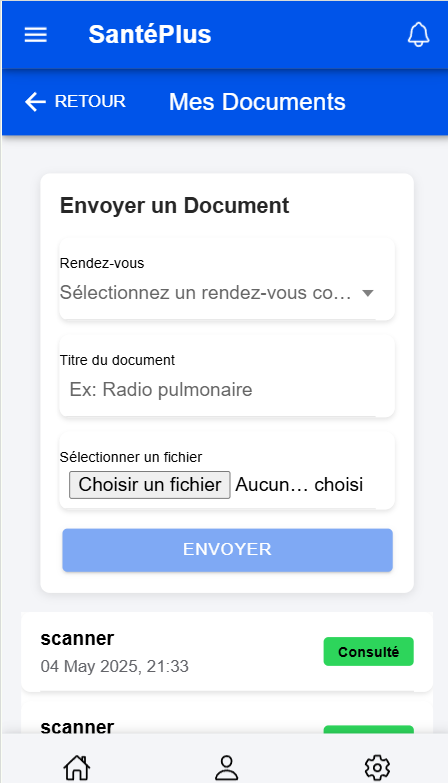 SantéPlus
RETOUR Mes Documents
Envoyer un Document
Rendez-vous
Sélectionnez un rendez-vous co…
Titre du document
Ex: Radio pulmonaire
Sélectionner un fichier
Choisir un fichier Aucun… choisi
ENVOYER
scanner
Consulté
04 May 2025, 21:33
scanner